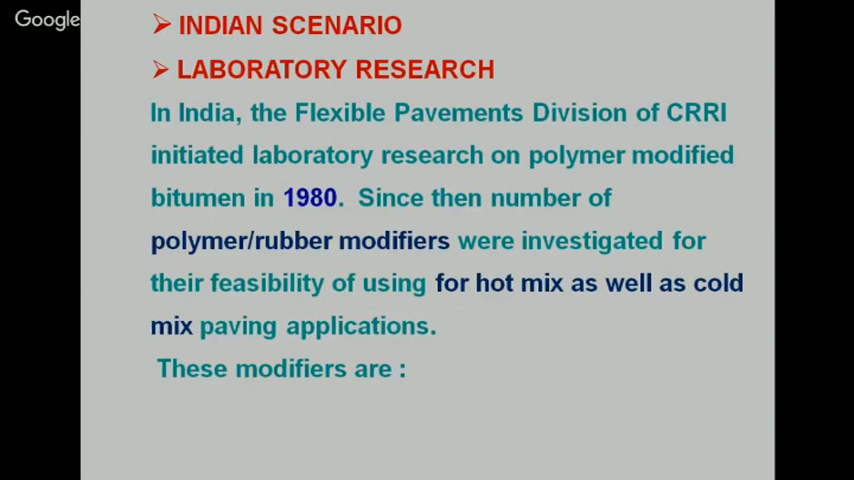 Google
➢ INDIAN SCENARIO
➢ LABORATORY RESEARCH
In India, the Flexible Pavements Division of CRRI
initiated laboratory research on polymer modified
bitumen in 1980. Since then number of
polymer/rubber modifiers were investigated for
their feasibility of using for hot mix as well as cold
mix paving applications.
These modifiers are :